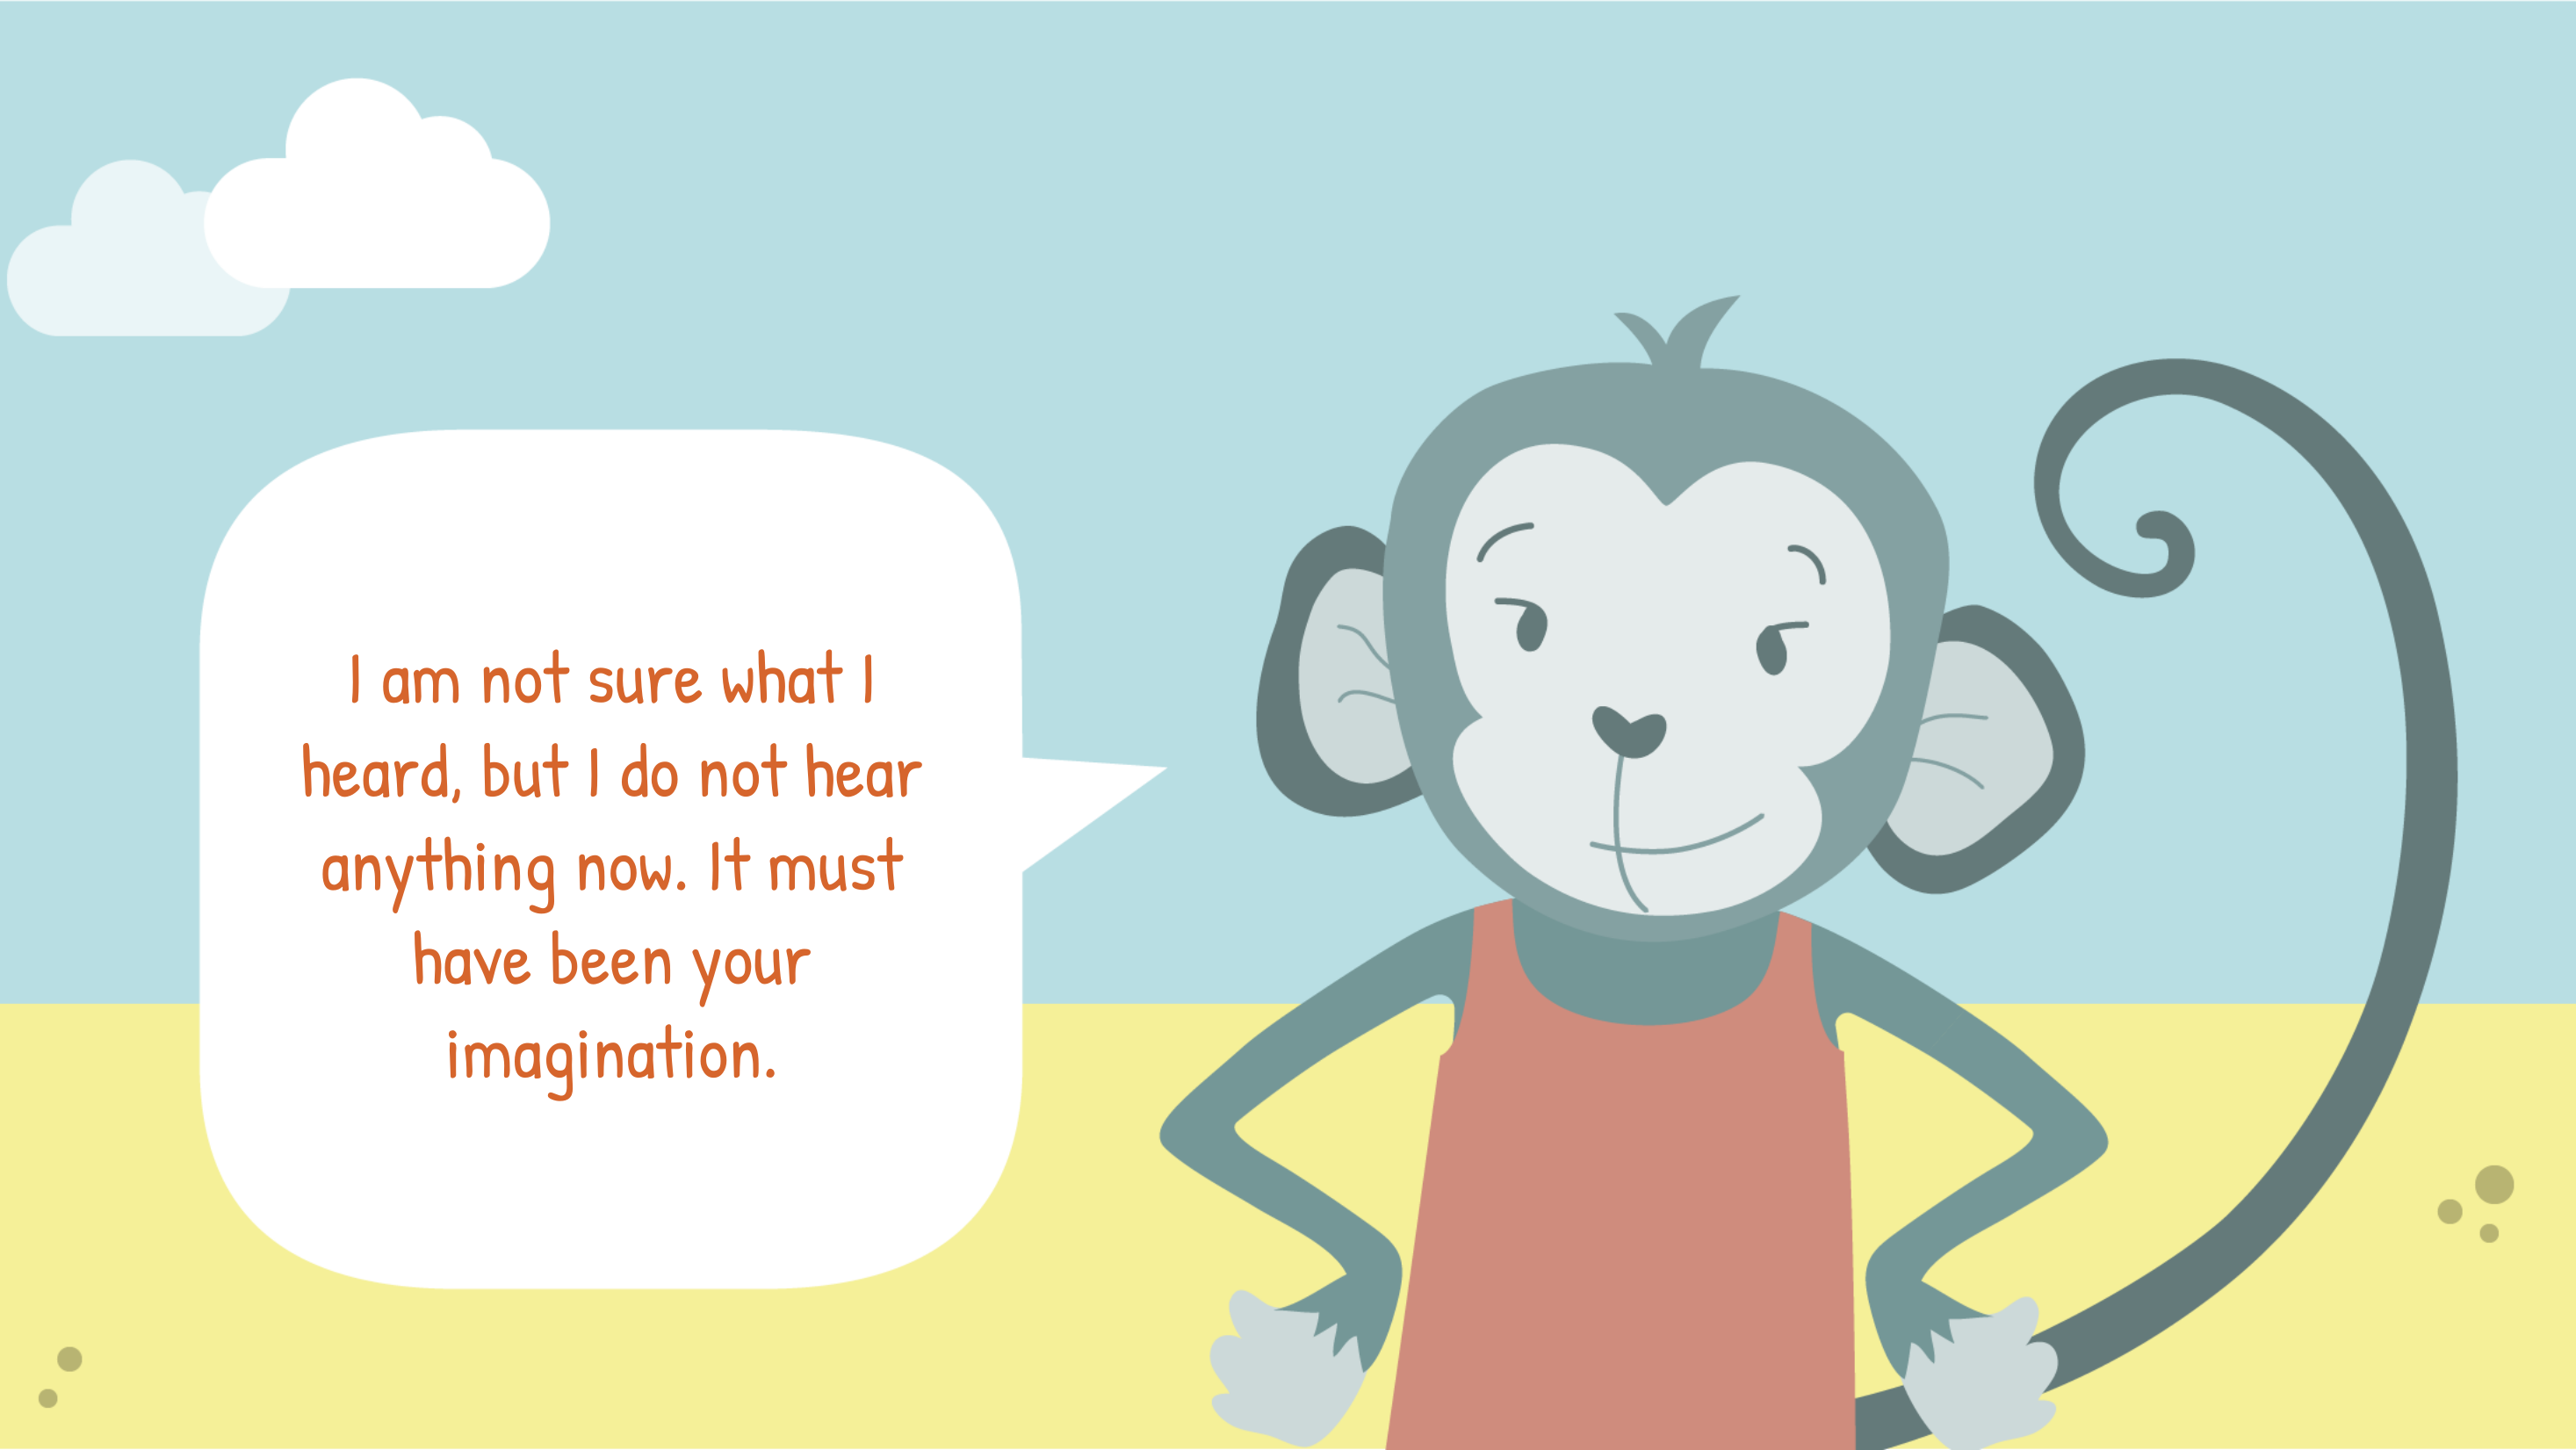 I am not sure what I
heard, but I do not hear
anything now. It must
have been your
imagination.